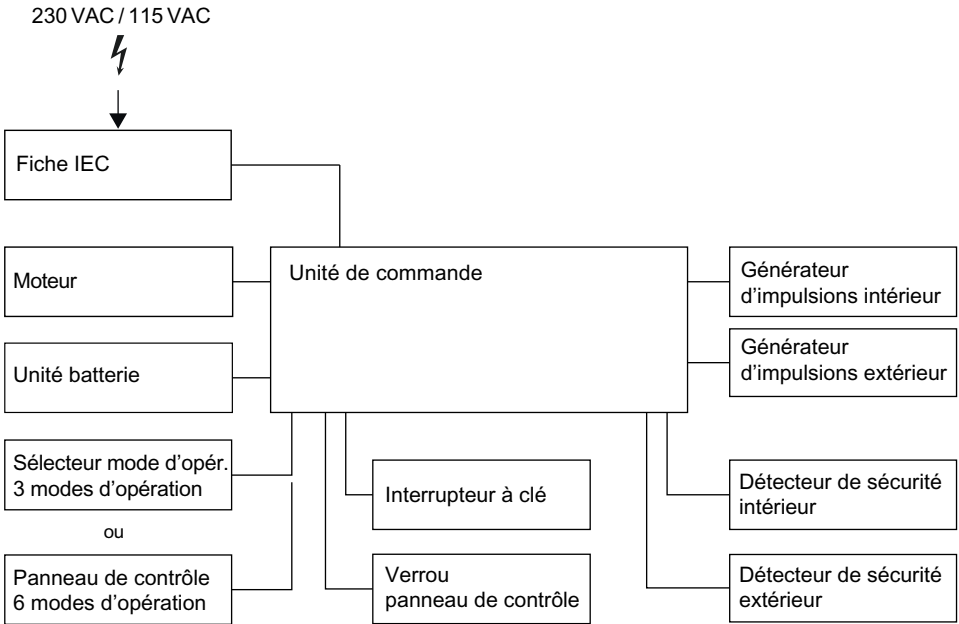 230 VAC / 115 VAC
Fiche IEC
Moteur
Unité de commande
Générateur
d’impulsions intérieur
Générateur
d’impulsions extérieur
Unité batterie
Sélecteur mode d’opér.
3 modes d’opération
ou
Panneau de contrôle
6 modes d’opération
Interrupteur à clé
Verrou
panneau de contrôle
Détecteur de sécurité
intérieur
Détecteur de sécurité
extérieur